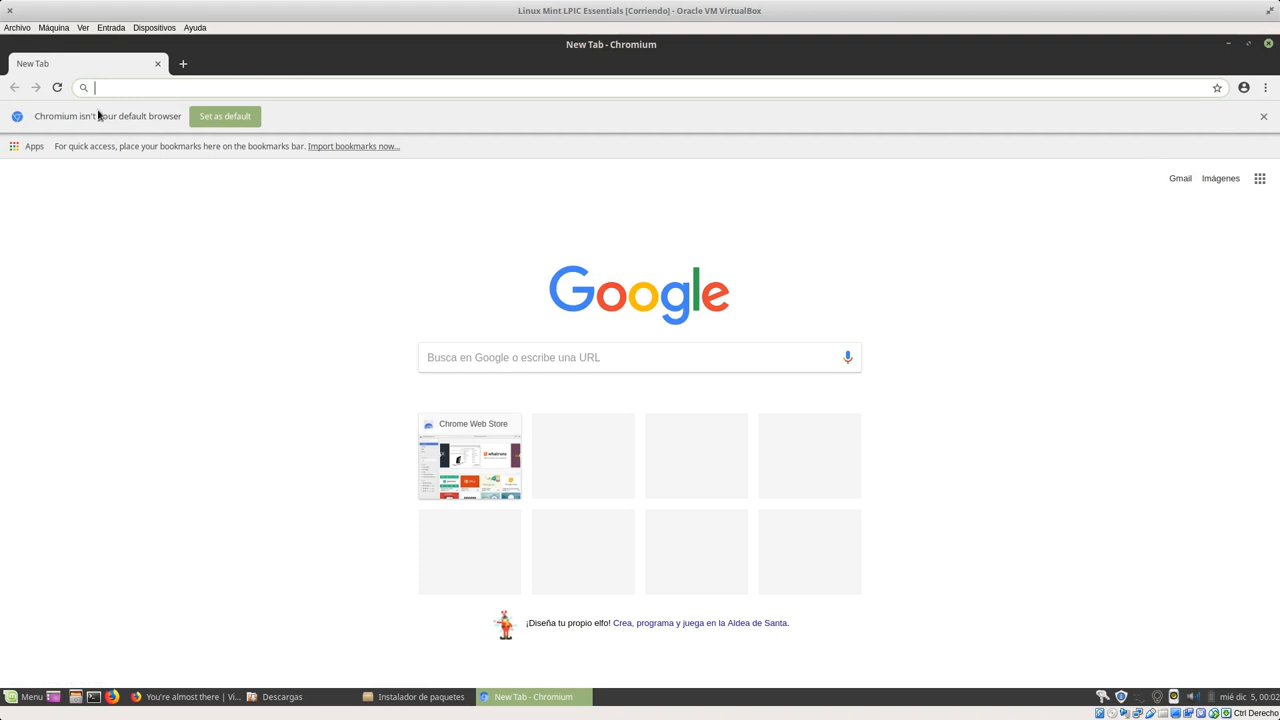 Linux Mint LPIC Essentials [Corriendo] - Oracle VM VirtualBox
Archivo Máquina Ver Entrada Dispositivos Ayuda
New Tab - Chromium
New Tab
Chromium isn't your default browser Set as default
Apps For quick access, place your bookmarks here on the bookmarks bar. Import bookmarks now...
Gmail Imágenes
Google
Busca en Google o escribe una URL
Chrome Web Store
¡Diseña tu propio elfo! Crea, programa y juega en la Aldea de Santa.
Menu You're almost there | Vi... Descargas Instalador de paquetes New Tab - Chromium mié dic 5, 00:02
Ctrl Derecho